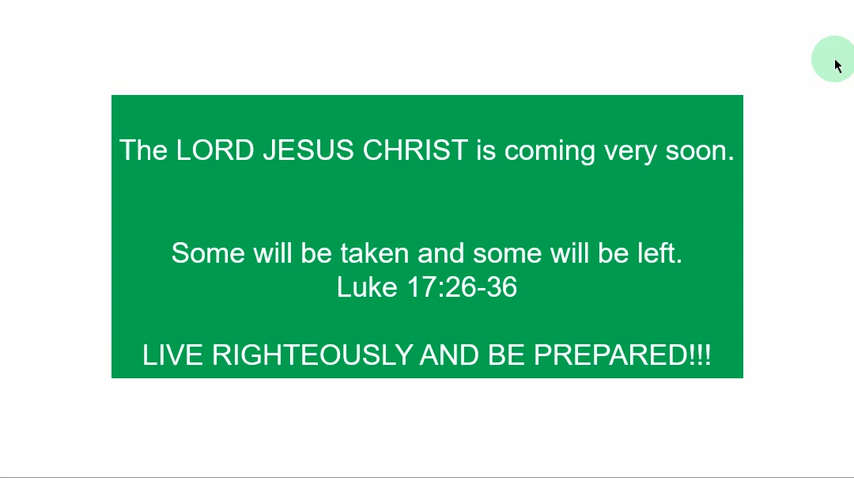 The LORD JESUS CHRIST is coming very soon.
Some will be taken and some will be left.
Luke 17:26-36
LIVE RIGHTEOUSLY AND BE PREPARED!!!